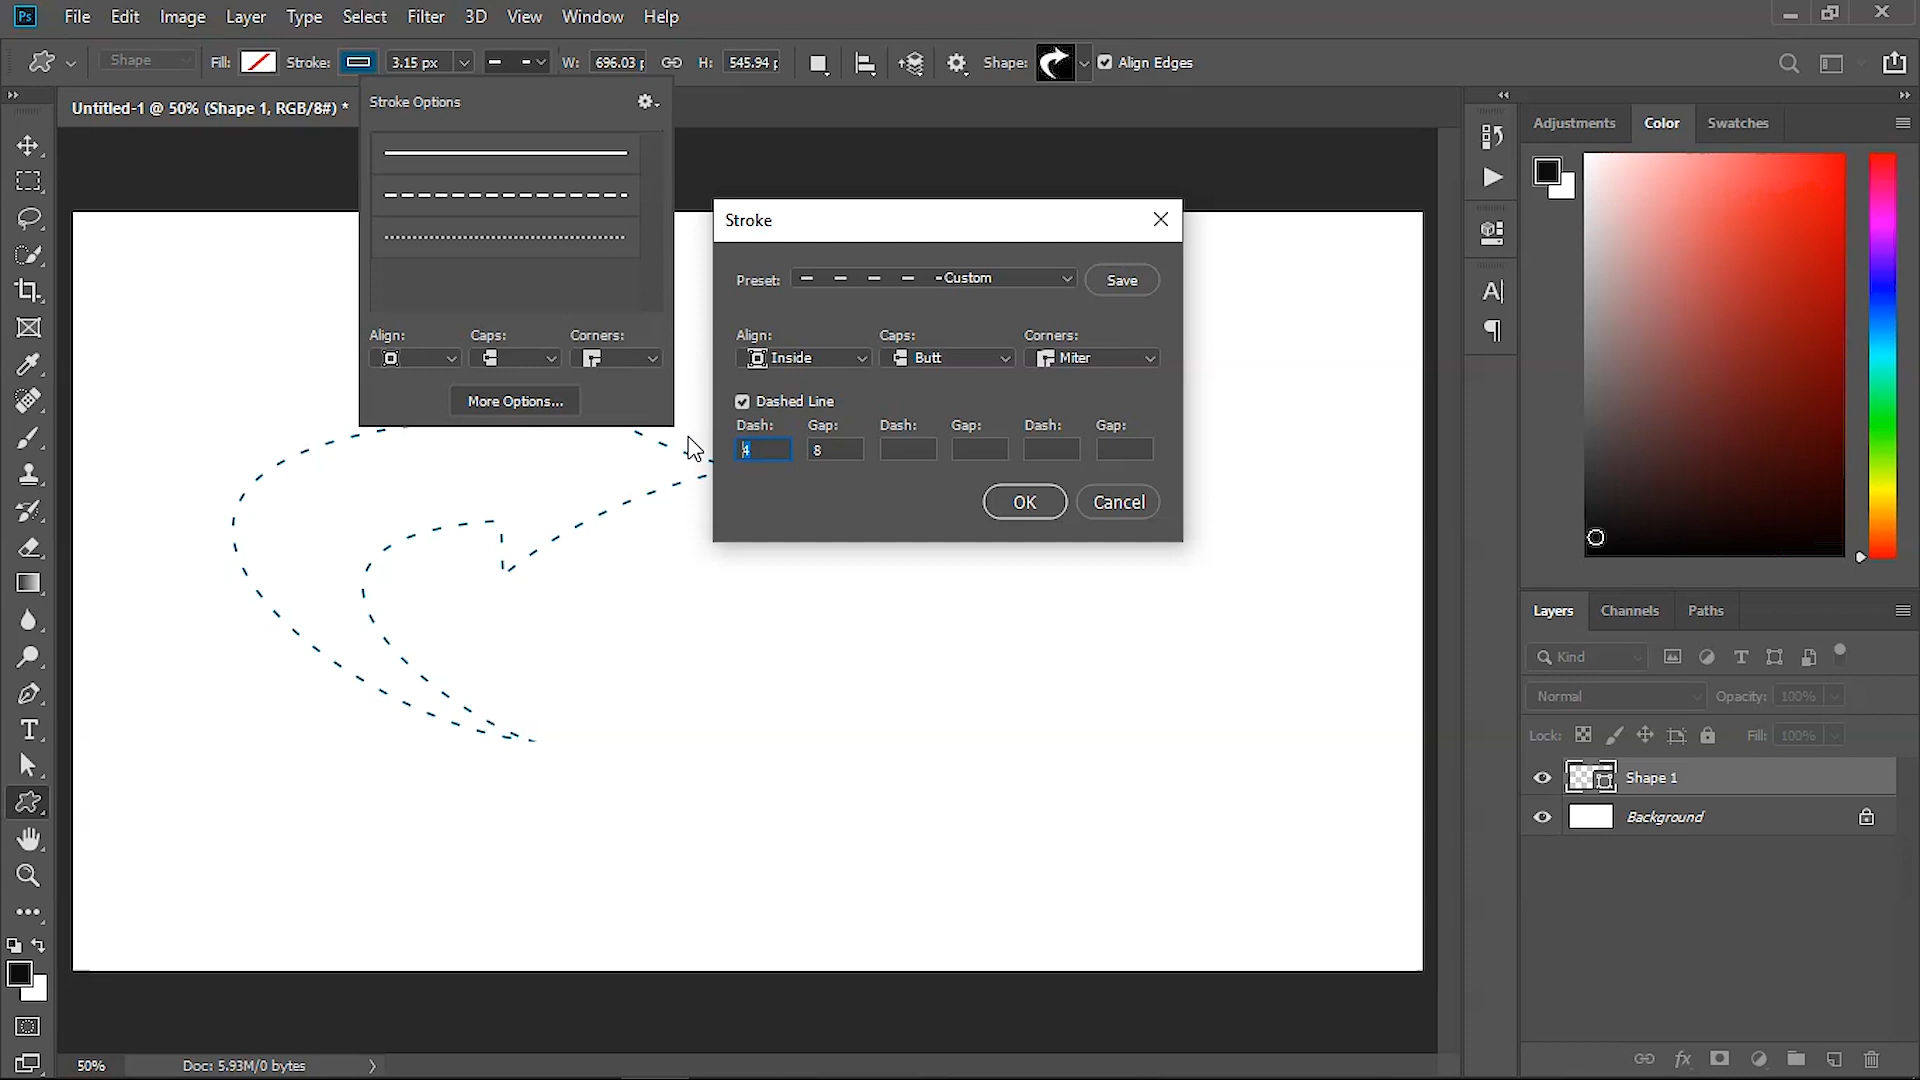 Ps File Edit Image Layer Type Select Filter 3D View Window Help
Shape Fill: Stroke: 3.15 px W: 696.03 p H: 545.94 p Shape: Align Edges
Untitled-1 @ 50% (Shape 1, RGB/8#) *
Stroke Options
Align: Caps: Corners:
More Options...
Stroke
Preset: Custom Save
Align: Caps: Corners:
Inside Butt Miter
Dashed Line
Dash: Gap: Dash: Gap: Dash: Gap:
4 8
OK Cancel
Adjustments Color Swatches
Layers Channels Paths
Kind
Normal Opacity: 100%
Lock: Fill: 100%
Shape 1
Background
50% Doc: 5.93M/0 bytes